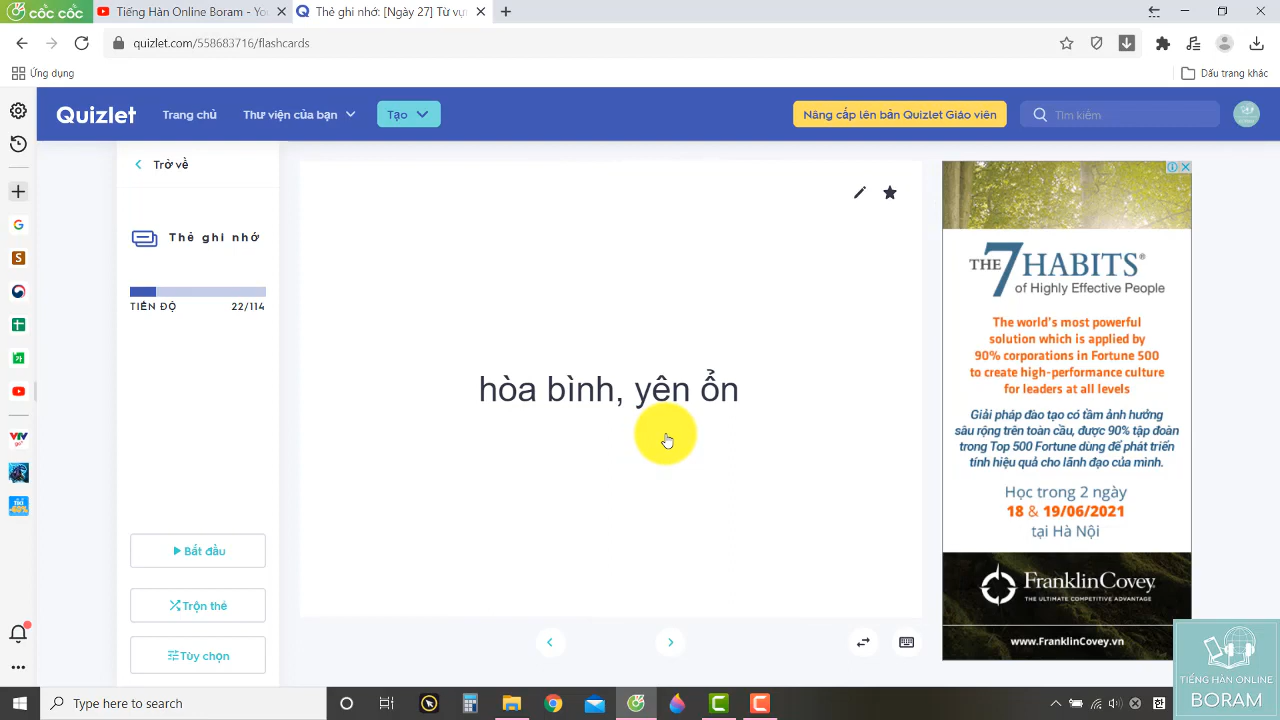 cốc cốc
Tiếng Hàn Online Boram - Yo
Thẻ ghi nhớ: [Ngày 27] Từ vự
quizlet.com/558683716/flashcards
Ứng dụng
Dấu trang khác
Quizlet
Trang chủ
Thư viện của bạn
Tạo
Nâng cấp lên bản Quizlet Giáo viên
Tìm kiếm
Trở về
Thẻ ghi nhớ
TIẾN ĐỘ
22/114
Bắt đầu
Trộn thẻ
Tùy chọn
hòa bình, yên ổn
THE 7 HABITS®
of Highly Effective People
The world's most powerful
solution which is applied by
90% corporations in Fortune 500
to create high-performance culture
for leaders at all levels
Giải pháp đào tạo có tầm ảnh hưởng
sâu rộng trên toàn cầu, được 90% tập đoàn
trong Top 500 Fortune dùng để phát triển
tính hiệu quả cho lãnh đạo của mình.
Học trong 2 ngày
18 & 19/06/2021
tại Hà Nội
FranklinCovey
THE ULTIMATE COMPETITIVE ADVANTAGE
www.FranklinCovey.vn
TIẾNG HÀN ONLINE
BORAM
Type here to search